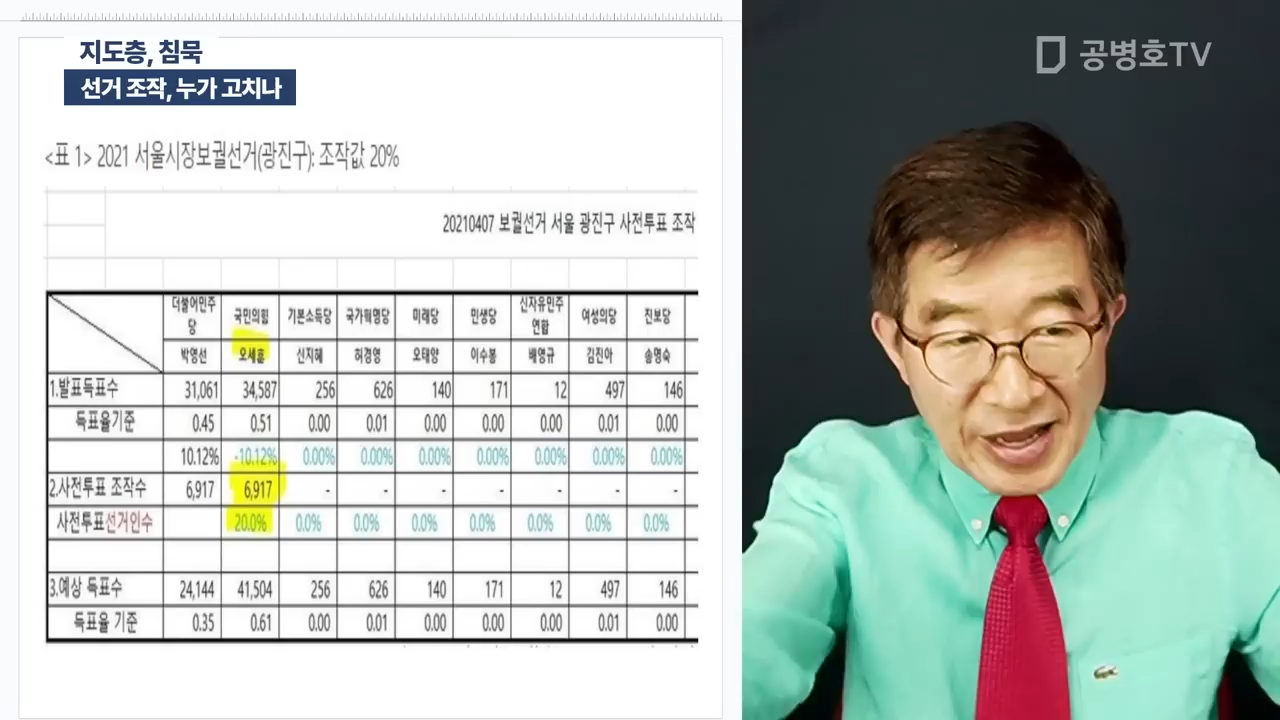 지도층, 침묵
선거 조작, 누가 고치나
공병호TV
<표 1> 2021 서울시장보궐선거(광진구): 조작값 20%
20210407 보궐선거 서울 광진구 사전투표 조작
더불어민주당 국민의힘 기본소득당 국가혁명당 미래당 민생당 신자유민주연합 여성의당 진보당
박영선 오세훈 신지혜 허경영 오태양 이수봉 배영규 김진아 송명숙
1.발표득표수 31,061 34,587 256 626 140 171 12 497 146
득표율기준 0.45 0.51 0.00 0.01 0.00 0.00 0.00 0.01 0.00
10.12% -10.12% 0.00% 0.00% 0.00% 0.00% 0.00% 0.00% 0.00%
2.사전투표 조작수 6,917 6,917 - - - - - - -
사전투표선거인수 20.0% 0.0% 0.0% 0.0% 0.0% 0.0% 0.0% 0.0%
3.예상 득표수 24,144 41,504 256 626 140 171 12 497 146
득표율 기준 0.35 0.61 0.00 0.01 0.00 0.00 0.00 0.01 0.00